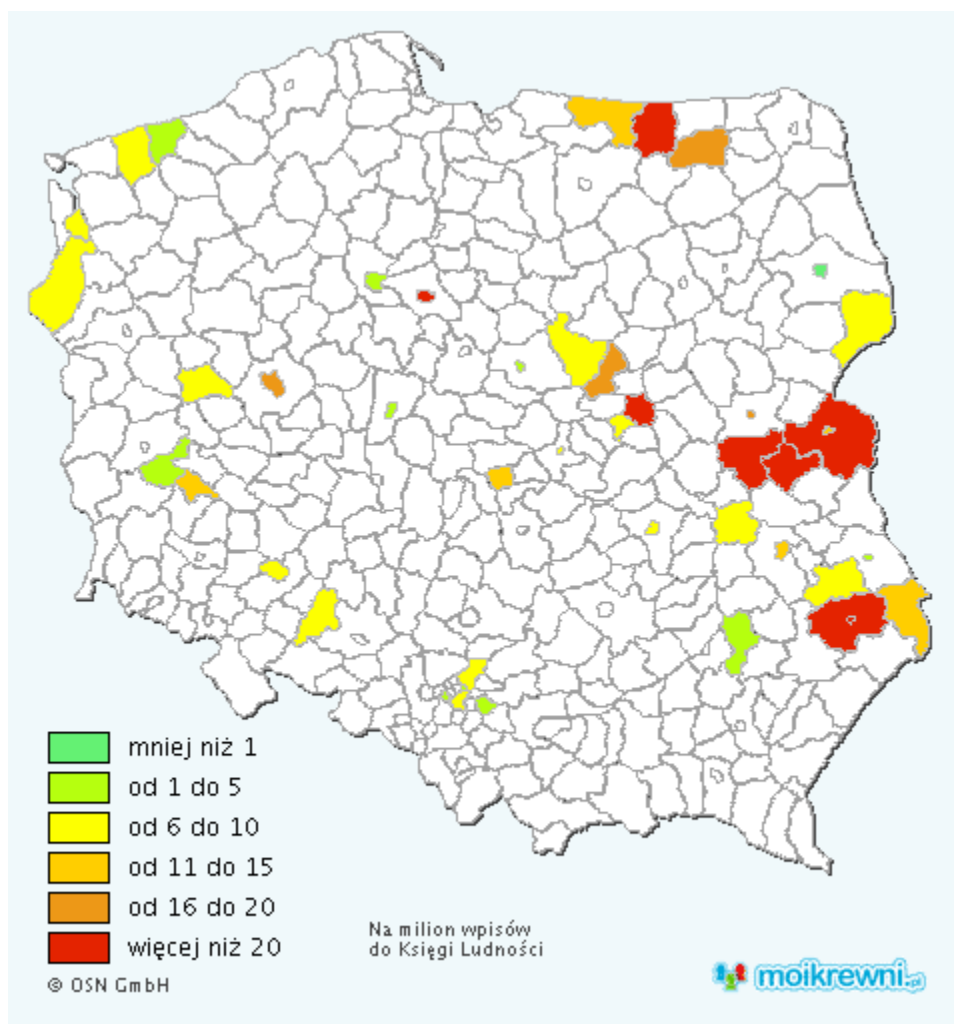 mniej niż 1
od 1 do 5
od 6 do 10
od 11 do 15
od 16 do 20
więcej niż 20
© OSN GmbH
Na milion wpisów
do Księgi Ludności
moikrewni.pl